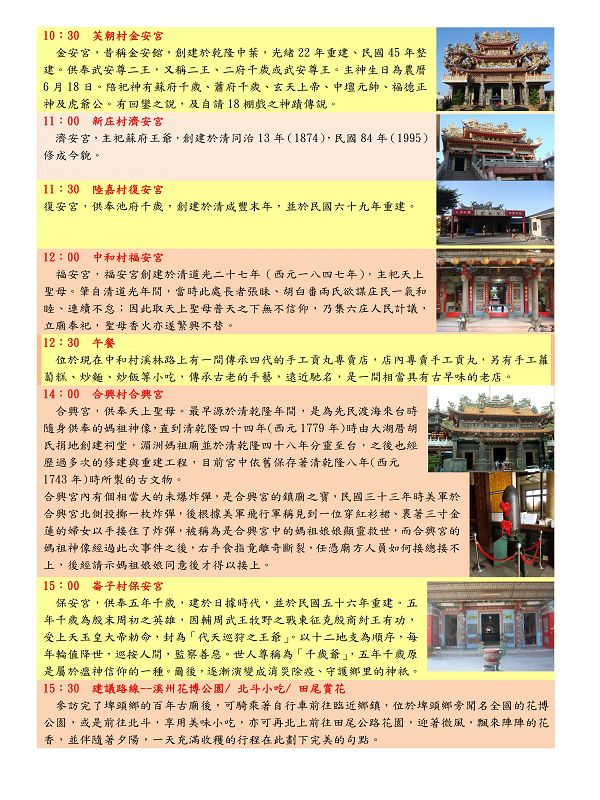 10：30　芙朝村金安宮
金安宮，昔稱金安館，創建於乾隆中葉，光緒 22 年重建、民國 45 年整
建。供奉武安尊二王，又稱二王、二府千歲或武安尊王。主神生日為農曆
6 月 18 日。陪祀神有蘇府千歲、蕭府千歲、玄天上帝、中壇元帥、福德正
神及虎爺公。有回鑾之說，及自請 18 棚戲之神蹟傳說。
11：00　新庄村濟安宮
濟安宮，主祀蘇府王爺，創建於清同治 13 年(1874)，民國 84 年(1995)
修成今貌。
11：30　陸嘉村復安宮
復安宮，供奉池府千歲，創建於清咸豐末年，並於民國六十九年重建。
12：00　中和村福安宮
福安宮，福安宮創建於清道光二十七年（西元一八四七年)，主祀天上
聖母。肇自清道光年間，當時此處長者張昧、胡白番兩氏欲謀庄民一氣和
睦、連續不怠；因此取天上聖母普天之下無不信仰，乃集六庄人民計議，
立廟奉祀，聖母香火亦遂繁興不替。
12：30　午餐
位於現在中和村溪林路上有一間傳承四代的手工貢丸專賣店，店內專賣手工貢丸，另有手工蘿
蔔糕、炒麵、炒飯等小吃，傳承古老的手藝，遠近馳名，是一間相當具有古早味的老店。
14：00　合興村合興宮
合興宮，供奉天上聖母。最早源於清乾隆年間，是為先民渡海來台時
隨身供奉的媽祖神像，直到清乾隆四十四年(西元 1779 年)時由大湖厝胡
氏捐地創建祠堂，湄洲媽祖廟並於清乾隆四十八年分靈至台，之後也經
歷過多次的修建與重建工程，目前宮中依舊保存著清乾隆八年(西元
1743 年)時所製的古文物。
合興宮內有個相當大的未爆炸彈，是合興宮的鎮廟之寶，民國三十三年時美軍於
合興宮北側投擲一枚炸彈，後根據美軍飛行軍稱見到一位穿紅衫裙、裹著三寸金
蓮的婦女以手接住了炸彈，被稱為是合興宮中的媽祖娘娘顯靈救世，而合興宮的
媽祖神像經過此次事件之後，右手食指竟離奇斷裂，任憑廟方人員如何接總接不
上，後經請示媽祖娘娘同意後才得以接上。
15：00　崙子村保安宮
保安宮，供奉五年千歲，建於日據時代，並於民國五十六年重建。五
年千歲為殷末周初之英雄，因輔周武王牧野之戰東征克殷商紂王有功，
受上天玉皇大帝勅命，封為「代天巡狩之王爺」。以十二地支為順序，每
年輪值降世，巡按人間，監察善惡。世人尊稱為「千歲爺」，五年千歲原
是屬於瘟神信仰的一種。爾後，逐漸演變成消災除疫、守護鄉里的神祇。
15：30　建議路線--溪州花博公園/ 北斗小吃/ 田尾賞花
參訪完了埤頭鄉的百年古廟後，可騎乘著自行車前往臨近鄉鎮，位於埤頭鄉旁聞名全國的花博
公園，或是前往北斗，享用美味小吃，亦可再北上前往田尾公路花園，迎著微風，飄來陣陣的花
香，並伴隨著夕陽，一天充滿收穫的行程在此劃下完美的句點。